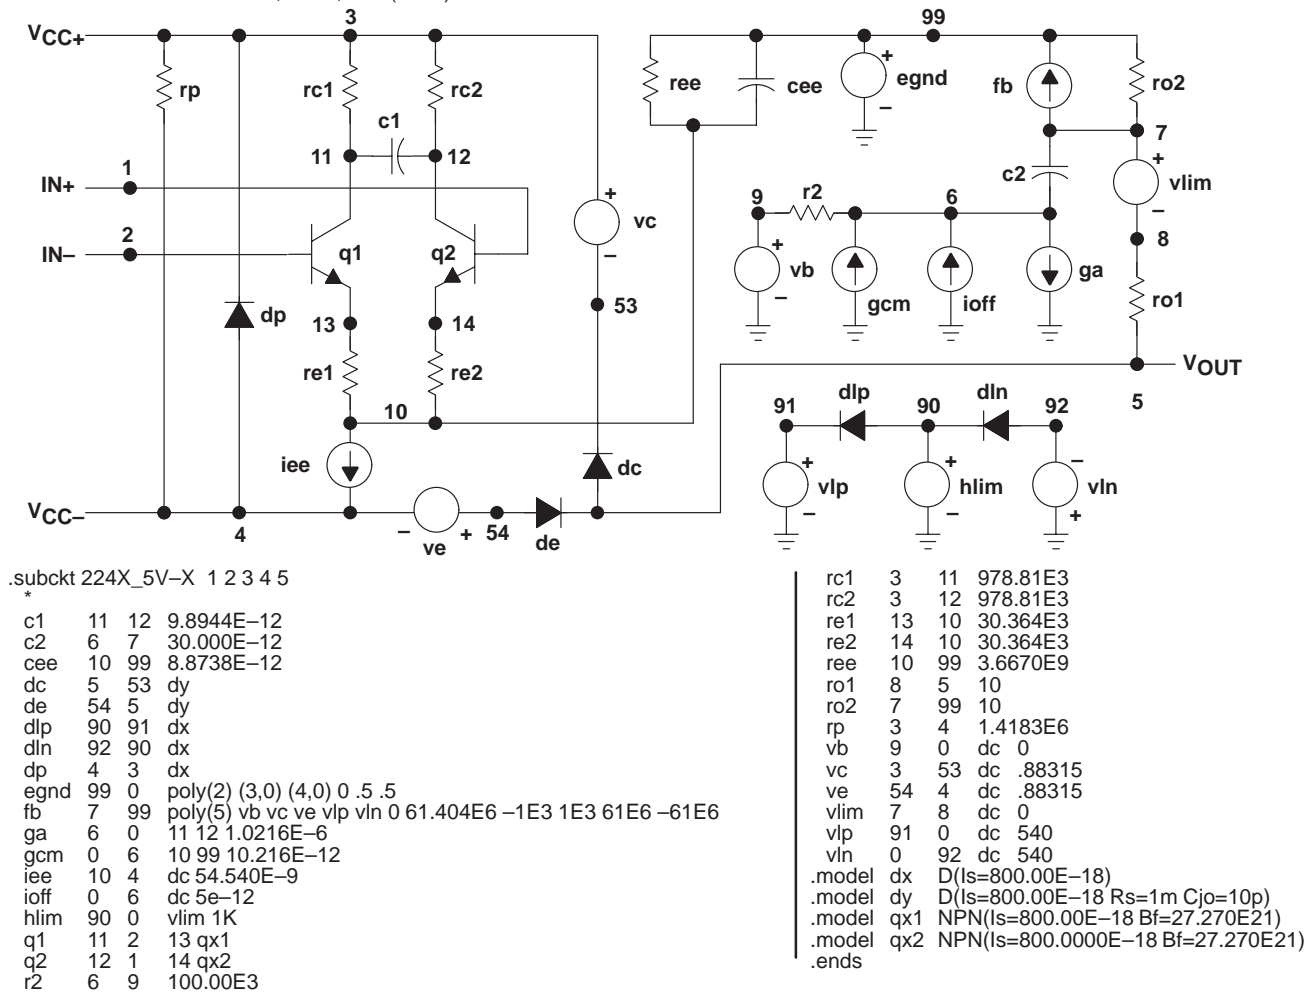 3
99
VCC+
rp
rc1
rc2
ree
cee
egnd
+
–
fb
ro2
c1
11
12
7
1
IN+
2
IN–
q1
q2
+
vc
–
53
c2
+
vlim
–
8
9
r2
6
+
vb
–
gcm
ioff
ga
ro1
dp
13
14
re1
re2
10
VOUT
5
91
dlp
90
dln
92
iee
dc
+
vlp
–
+
hlim
–
–
vln
+
VCC–
4
–
ve
+
54
de
.subckt 224X_5V–X 1 2 3 4 5
*
c1 11 12 9.8944E–12
c2 6 7 30.000E–12
cee 10 99 8.8738E–12
dc 5 53 dy
de 54 5 dy
dlp 90 91 dx
dln 92 90 dx
dp 4 3 dx
egnd 99 0 poly(2) (3,0) (4,0) 0 .5 .5
fb 7 99 poly(5) vb vc ve vlp vln 0 61.404E6 –1E3 1E3 61E6 –61E6
ga 6 0 11 12 1.0216E–6
gcm 0 6 10 99 10.216E–12
iee 10 4 dc 54.540E–9
ioff 0 6 dc 5e–12
hlim 90 0 vlim 1K
q1 11 2 13 qx1
q2 12 1 14 qx2
r2 6 9 100.00E3
rc1 3 11 978.81E3
rc2 3 12 978.81E3
re1 13 10 30.364E3
re2 14 10 30.364E3
ree 10 99 3.6670E9
ro1 8 5 10
ro2 7 99 10
rp 3 4 1.4183E6
vb 9 0 dc 0
vc 3 53 dc .88315
ve 54 4 dc .88315
vlim 7 8 dc 0
vlp 91 0 dc 540
vln 0 92 dc 540
.model dx D(Is=800.00E–18)
.model dy D(Is=800.00E–18 Rs=1m Cjo=10p)
.model qx1 NPN(Is=800.00E–18 Bf=27.270E21)
.model qx2 NPN(Is=800.0000E–18 Bf=27.270E21)
.ends